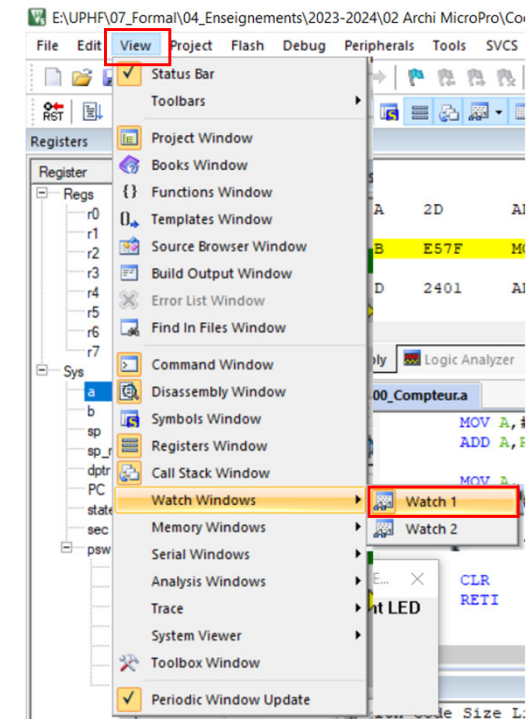 E:\UPHF\07_Formal\04_Enseignements\2023-2024\02 Archi MicroPro\Co
File Edit View Project Flash Debug Peripherals Tools SVCS
RST
Registers
Register
Regs
r0
r1
r2
r3
r4
r5
r6
r7
Sys
a
b
sp
dptr
PC
sec
psw
Status Bar
Toolbars
Project Window
Books Window
Functions Window
Templates Window
Source Browser Window
Build Output Window
Error List Window
Find In Files Window
Command Window
Disassembly Window
Symbols Window
Registers Window
Call Stack Window
Watch Windows
Memory Windows
Serial Windows
Analysis Windows
Trace
System Viewer
Toolbox Window
Periodic Window Update
Watch 1
Watch 2
A 2D
B E57F
D 2401
Logic Analyzer
00_Compteur.a
MOV A,#
ADD A,
MOV A,
E...
LED
CLR
RETI
Code Size